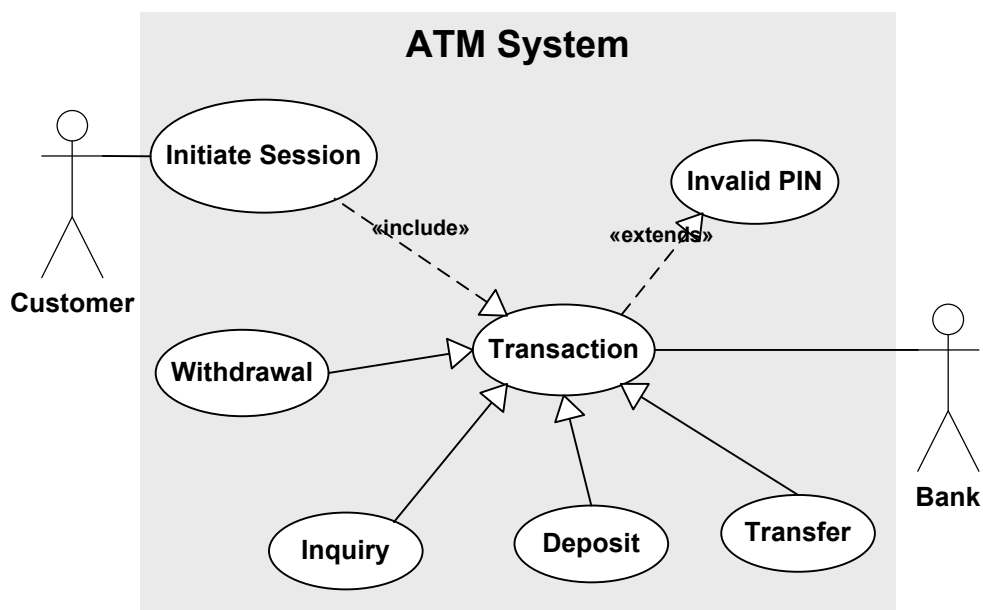 ATM System
Initiate Session
Invalid PIN
«include»
«extends»
Customer
Transaction
Withdrawal
Bank
Inquiry
Deposit
Transfer